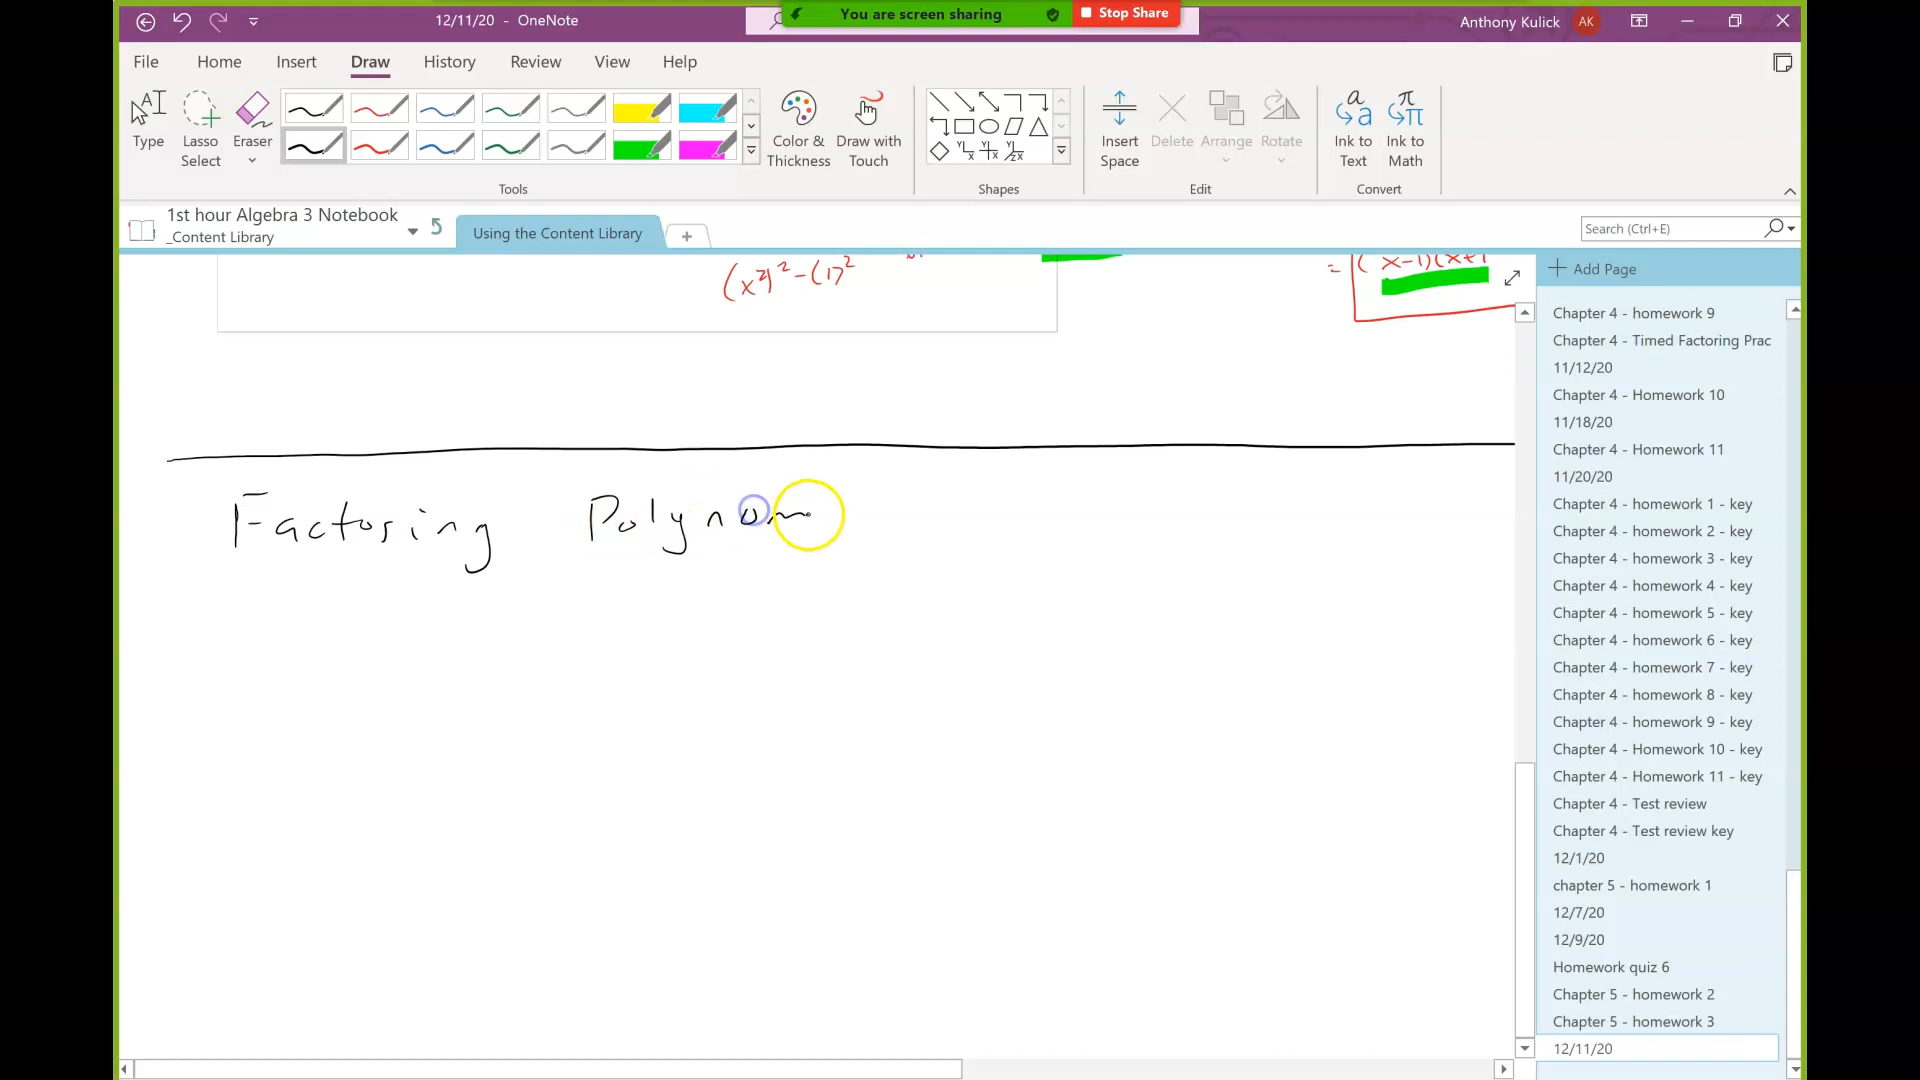 12/11/20 - OneNote
You are screen sharing
Stop Share
Anthony Kulick AK
File Home Insert Draw History Review View Help
Type
Lasso Select
Eraser
Color & Thickness
Draw with Touch
Insert Space
Delete
Arrange
Rotate
Ink to Text
Ink to Math
Tools
Shapes
Edit
Convert
1st hour Algebra 3 Notebook
_Content Library
Using the Content Library
Search (Ctrl+E)
Add Page
(x²)² - (1)²
Factoring Polynom
Chapter 4 - homework 9
Chapter 4 - Timed Factoring Prac
11/12/20
Chapter 4 - Homework 10
11/18/20
Chapter 4 - Homework 11
11/20/20
Chapter 4 - homework 1 - key
Chapter 4 - homework 2 - key
Chapter 4 - homework 3 - key
Chapter 4 - homework 4 - key
Chapter 4 - homework 5 - key
Chapter 4 - homework 6 - key
Chapter 4 - homework 7 - key
Chapter 4 - homework 8 - key
Chapter 4 - homework 9 - key
Chapter 4 - Homework 10 - key
Chapter 4 - Homework 11 - key
Chapter 4 - Test review
Chapter 4 - Test review key
12/1/20
chapter 5 - homework 1
12/7/20
12/9/20
Homework quiz 6
Chapter 5 - homework 2
Chapter 5 - homework 3
12/11/20